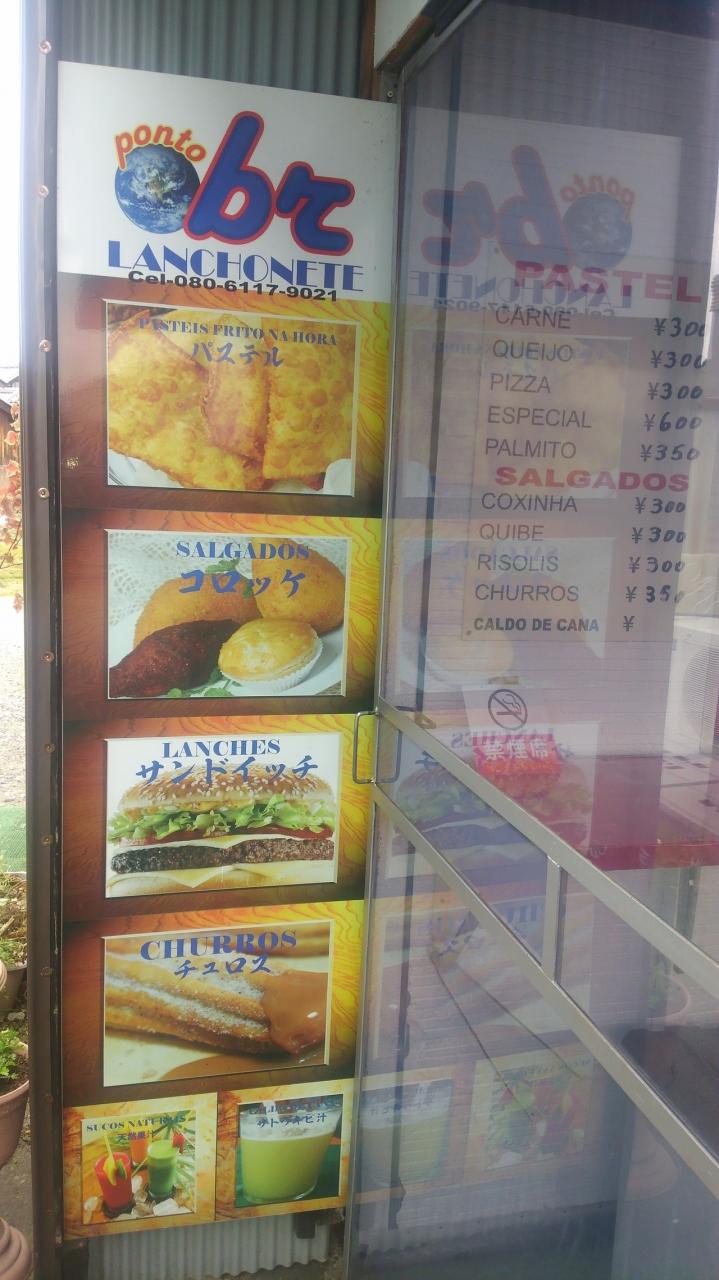 ponto
br
LANCHONETE
Cel-080-6117-9021
PASTEIS FRITO NA HORA
パステル
SALGADOS
コロッケ
LANCHES
サンドイッチ
CHURROS
チュロス
SUCOS NATURAIS
天然果汁
サトウキビ汁
PASTEL
CARNE ¥300
QUEIJO ¥300
PIZZA ¥300
ESPECIAL ¥600
PALMITO ¥350
SALGADOS
COXINHA ¥300
QUIBE ¥300
RISOLIS ¥300
CHURROS ¥350
CALDO DE CANA ¥
禁煙席